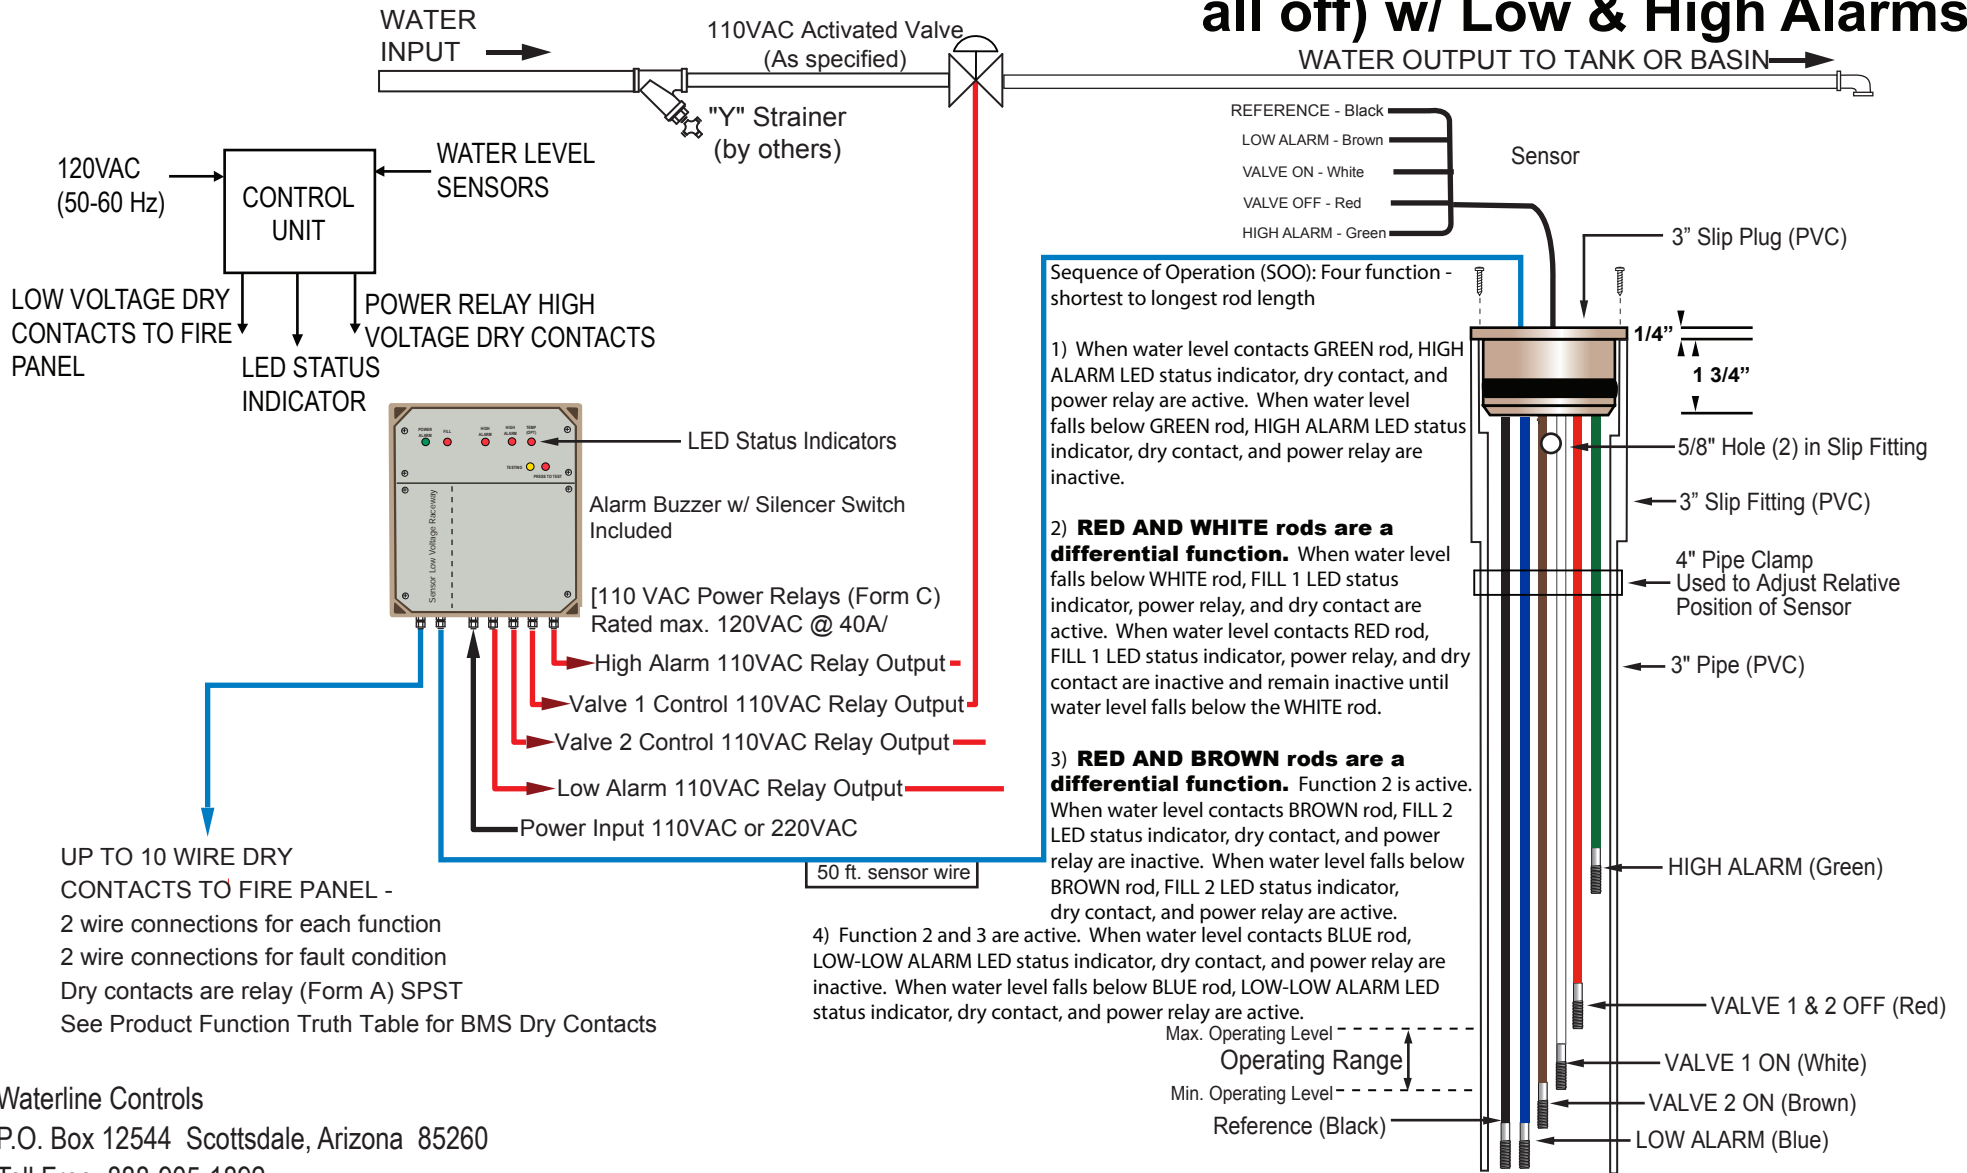 all off) w/ Low & High Alarms
WATER
INPUT
110VAC Activated Valve
(As specified)
WATER OUTPUT TO TANK OR BASIN
"Y" Strainer
(by others)
REFERENCE - Black
LOW ALARM - Brown
VALVE ON - White
VALVE OFF - Red
HIGH ALARM - Green
Sensor
120VAC
(50-60 Hz)
CONTROL
UNIT
WATER LEVEL
SENSORS
LOW VOLTAGE DRY
CONTACTS TO FIRE
PANEL
LED STATUS
INDICATOR
POWER RELAY HIGH
VOLTAGE DRY CONTACTS
3” Slip Plug (PVC)
1/4”
1 3/4”
5/8" Hole (2) in Slip Fitting
3” Slip Fitting (PVC)
4" Pipe Clamp
Used to Adjust Relative
Position of Sensor
3" Pipe (PVC)
HIGH ALARM (Green)
VALVE 1 & 2 OFF (Red)
VALVE 1 ON (White)
VALVE 2 ON (Brown)
LOW ALARM (Blue)
Sequence of Operation (SOO): Four function -
shortest to longest rod length
1) When water level contacts GREEN rod, HIGH
ALARM LED status indicator, dry contact, and
power relay are active. When water level
falls below GREEN rod, HIGH ALARM LED status
indicator, dry contact, and power relay are
inactive.
2) RED AND WHITE rods are a
differential function. When water level
falls below WHITE rod, FILL 1 LED status
indicator, power relay, and dry contact are
active. When water level contacts RED rod,
FILL 1 LED status indicator, power relay, and dry
contact are inactive and remain inactive until
water level falls below the WHITE rod.
3) RED AND BROWN rods are a
differential function. Function 2 is active.
When water level contacts BROWN rod, FILL 2
LED status indicator, dry contact, and power
relay are inactive. When water level falls below
BROWN rod, FILL 2 LED status indicator,
dry contact, and power relay are active.
4) Function 2 and 3 are active. When water level contacts BLUE rod,
LOW-LOW ALARM LED status indicator, dry contact, and power relay are
inactive. When water level falls below BLUE rod, LOW-LOW ALARM LED
status indicator, dry contact, and power relay are active.
Max. Operating Level
Operating Range
Min. Operating Level
Reference (Black)
POWER
ALARM
FILL
HIGH
ALARM
HIGH
ALARM
TEMP
(OPT)
TESTING
PRESS TO TEST
Sensor Low Voltage Raceway
LED Status Indicators
Alarm Buzzer w/ Silencer Switch
Included
[110 VAC Power Relays (Form C)
Rated max. 120VAC @ 40A/
High Alarm 110VAC Relay Output
Valve 1 Control 110VAC Relay Output
Valve 2 Control 110VAC Relay Output
Low Alarm 110VAC Relay Output
Power Input 110VAC or 220VAC
50 ft. sensor wire
UP TO 10 WIRE DRY
CONTACTS TO FIRE PANEL -
2 wire connections for each function
2 wire connections for fault condition
Dry contacts are relay (Form A) SPST
See Product Function Truth Table for BMS Dry Contacts
Waterline Controls
P.O. Box 12544 Scottsdale, Arizona 85260
Toll Free 888-905-1892